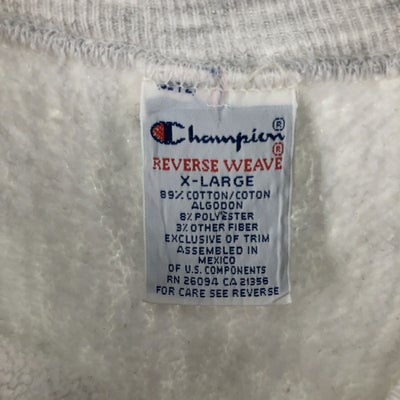 Champion®
REVERSE WEAVE®
X-LARGE
89% COTTON/COTON
ALGODON
8% POLYESTER
3% OTHER FIBER
EXCLUSIVE OF TRIM
ASSEMBLED IN
MEXICO
OF U.S. COMPONENTS
RN 26094 CA 21356
FOR CARE SEE REVERSE